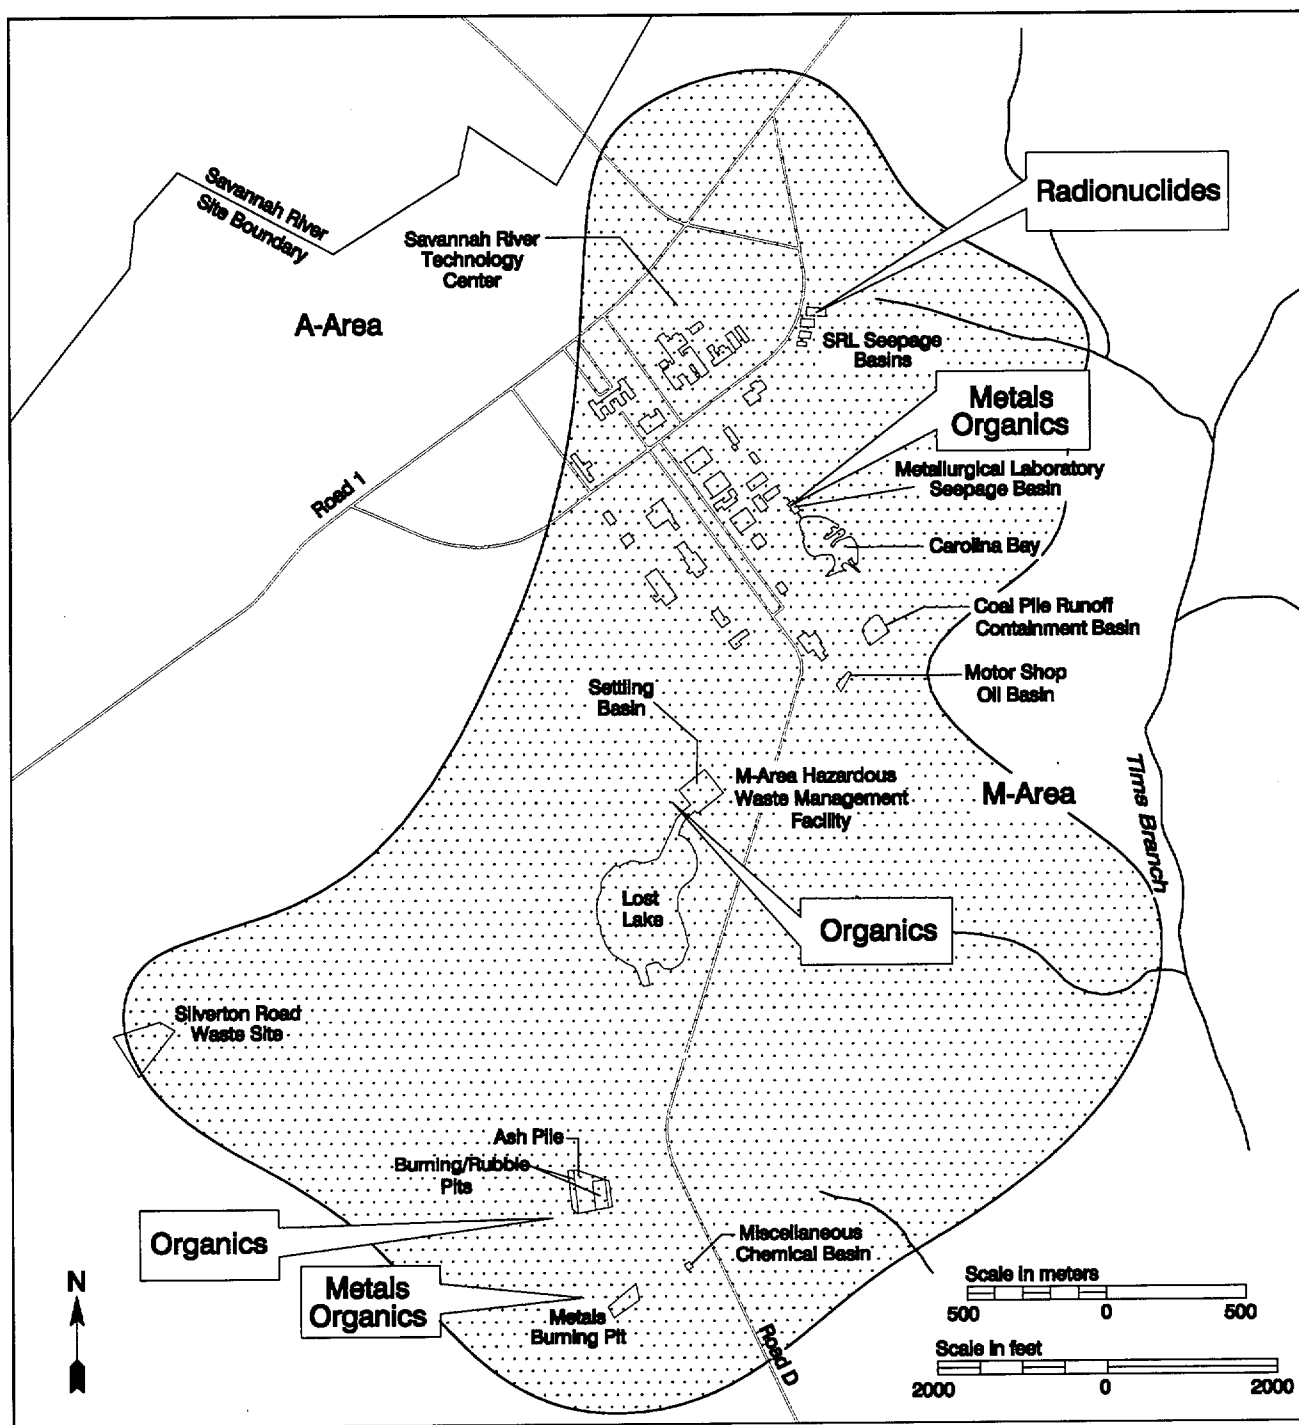 Radionuclides
Savannah River
Site Boundary
Savannah River
Technology
Center
A-Area
SRL Seepage
Basins
Metals
Organics
Metallurgical Laboratory
Seepage Basin
Road 1
Carolina Bay
Coal Pile Runoff
Containment Basin
Motor Shop
Oil Basin
Settling
Basin
M-Area Hazardous
Waste Management
Facility
M-Area
Tims Branch
Lost
Lake
Organics
Silverton Road
Waste Site
Ash Pile
Burning/Rubble
Pits
Organics
Miscellaneous
Chemical Basin
Metals
Organics
Metals
Burning Pit
Road D
N
Scale in meters
500 0 500
Scale in feet
2000 0 2000